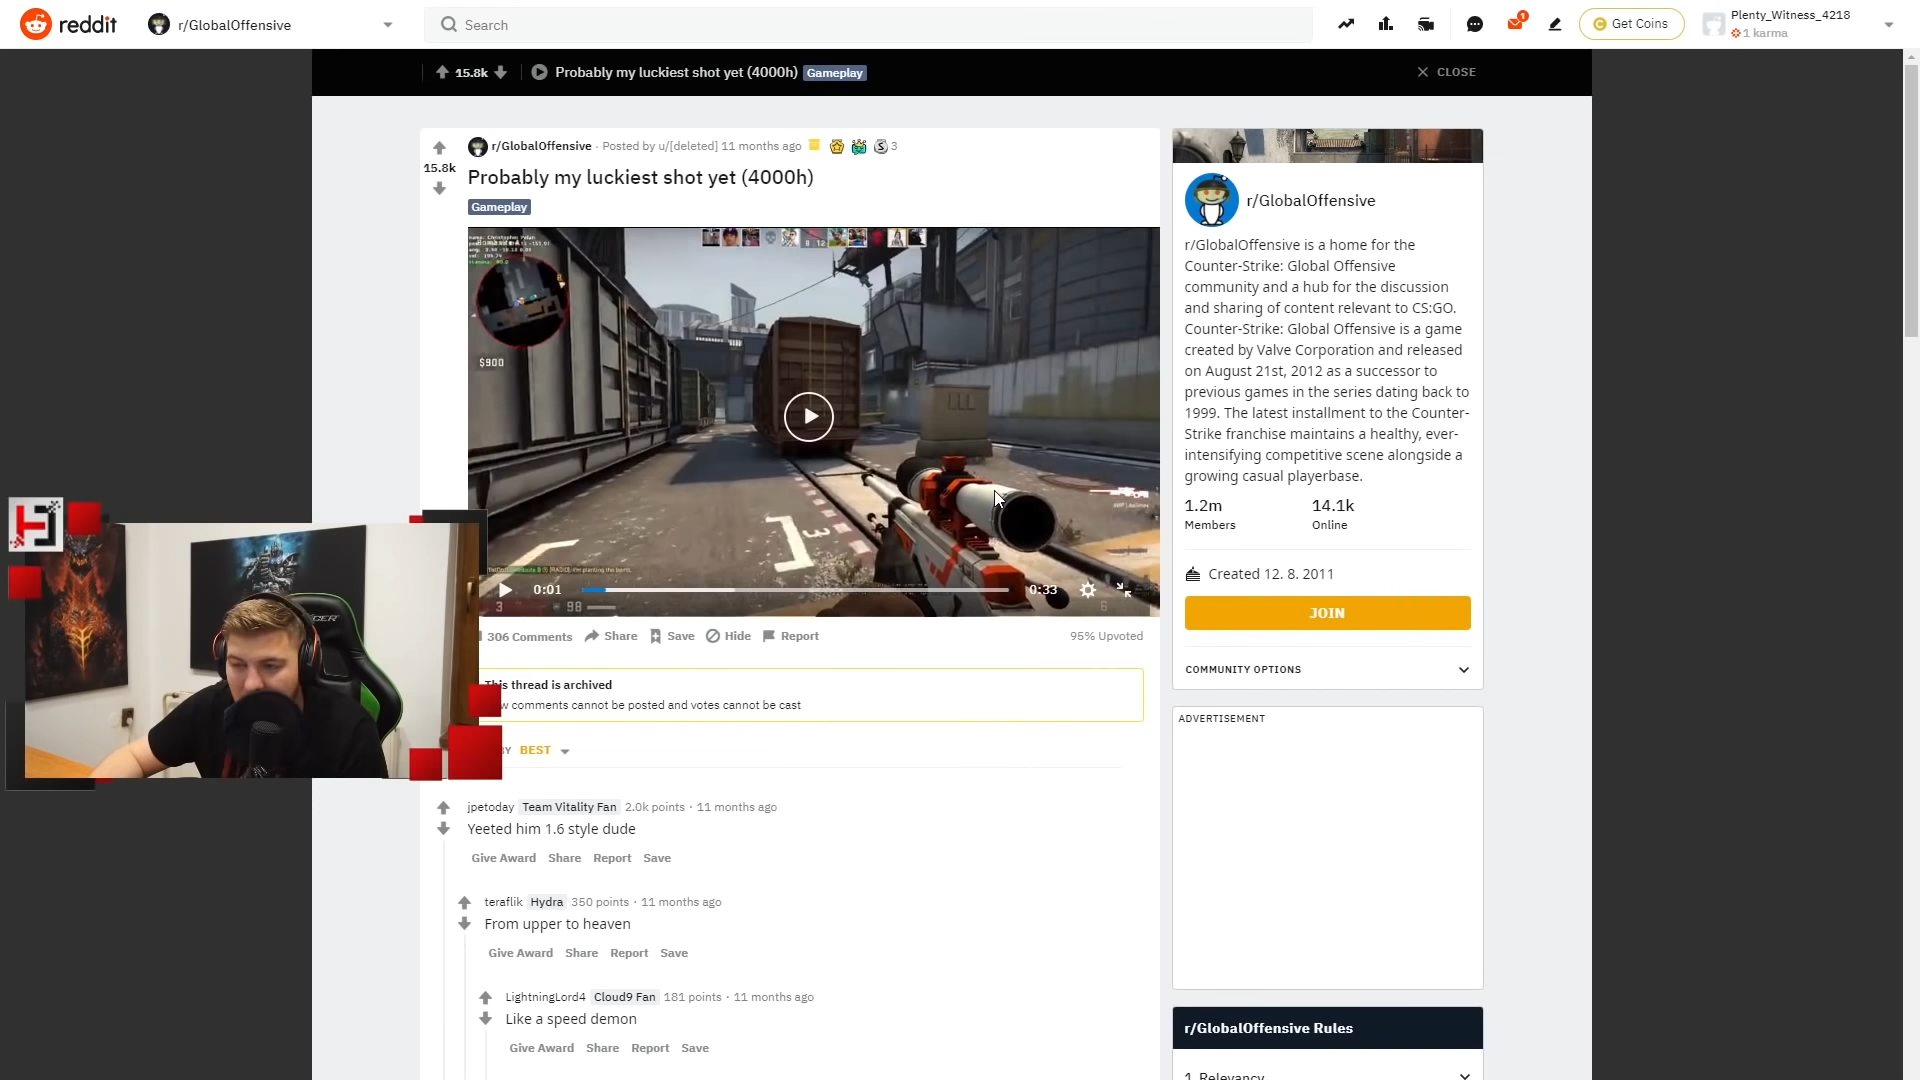 reddit
r/GlobalOffensive
Search
1
Get Coins
Plenty_Witness_4218
1 karma
15.8k
Probably my luckiest shot yet (4000h)
Gameplay
CLOSE
r/GlobalOffensive · Posted by u/[deleted] 11 months ago
3
15.8k
Probably my luckiest shot yet (4000h)
Gameplay
8 12
$900
0:01
0:33
3
98
6
306 Comments
Share
Save
Hide
Report
95% Upvoted
This thread is archived
comments cannot be posted and votes cannot be cast
BEST
jpetoday Team Vitality Fan 2.0k points · 11 months ago
Yeeted him 1.6 style dude
Give Award Share Report Save
teraflik Hydra 350 points · 11 months ago
From upper to heaven
Give Award Share Report Save
LightningLord4 Cloud9 Fan 181 points · 11 months ago
Like a speed demon
Give Award Share Report Save
r/GlobalOffensive
r/GlobalOffensive is a home for the
Counter-Strike: Global Offensive
community and a hub for the discussion
and sharing of content relevant to CS:GO.
Counter-Strike: Global Offensive is a game
created by Valve Corporation and released
on August 21st, 2012 as a successor to
previous games in the series dating back to
1999. The latest installment to the Counter-
Strike franchise maintains a healthy, ever-
intensifying competitive scene alongside a
growing casual playerbase.
1.2m
Members
14.1k
Online
Created 12. 8. 2011
JOIN
COMMUNITY OPTIONS
ADVERTISEMENT
r/GlobalOffensive Rules
1. Relevancy